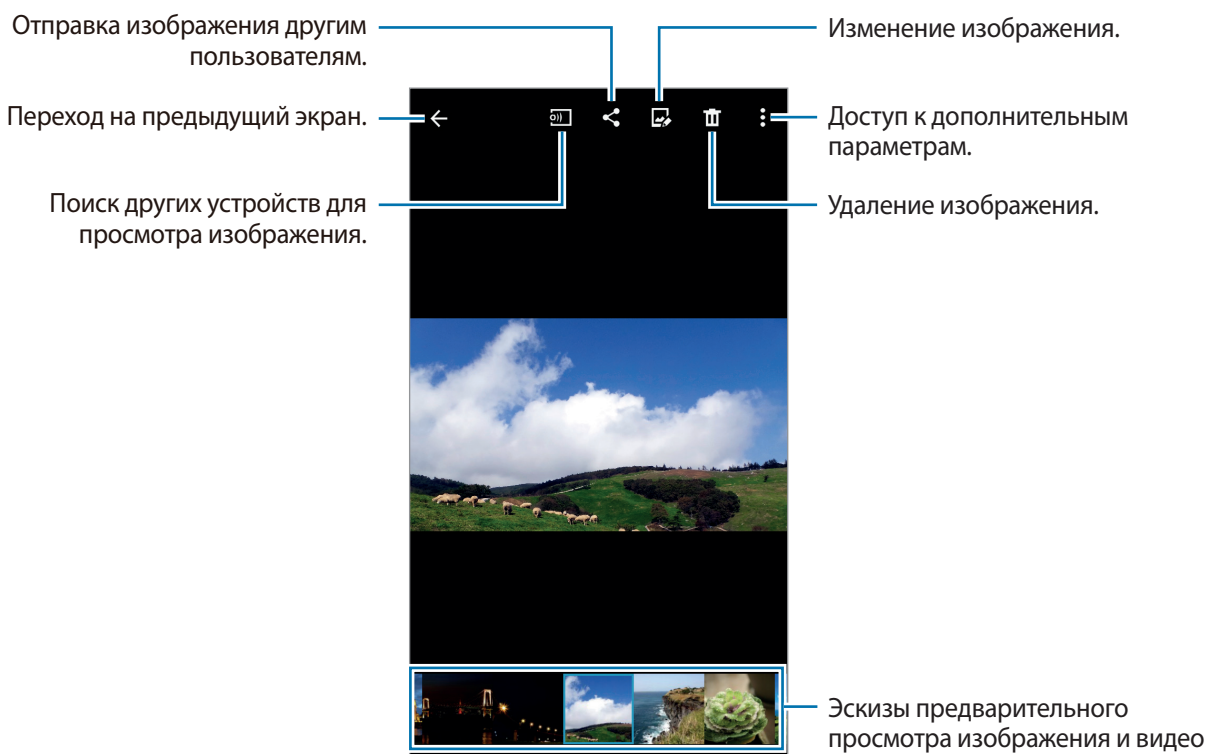 Отправка изображения другим
пользователям.
Изменение изображения.
Переход на предыдущий экран.
Доступ к дополнительным
параметрам.
Поиск других устройств для
просмотра изображения.
Удаление изображения.
Эскизы предварительного
просмотра изображения и видео